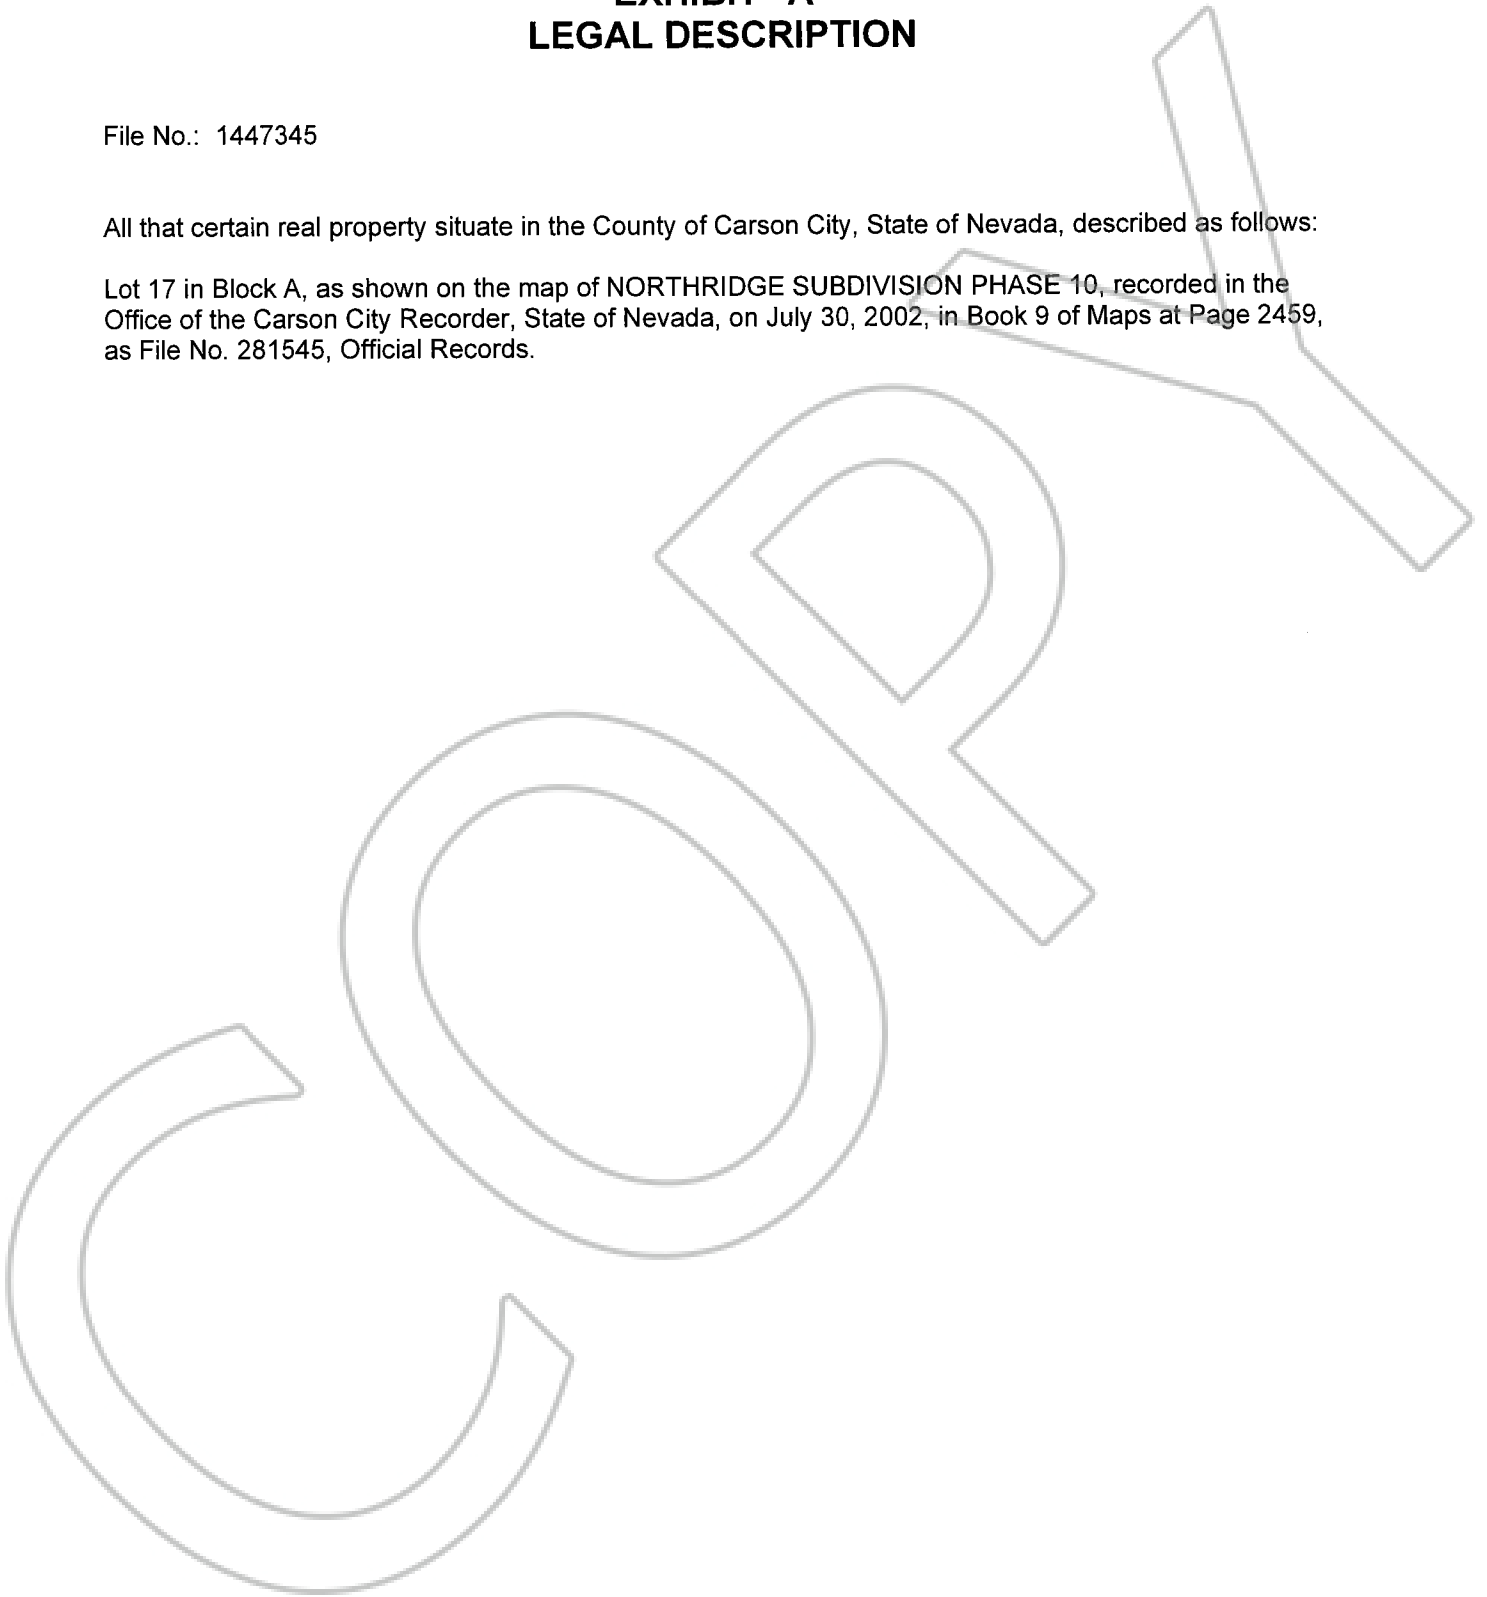 EXHIBIT "A"
LEGAL DESCRIPTION
File No.: 1447345
All that certain real property situate in the County of Carson City, State of Nevada, described as follows:
Lot 17 in Block A, as shown on the map of NORTHRIDGE SUBDIVISION PHASE 10, recorded in the
Office of the Carson City Recorder, State of Nevada, on July 30, 2002, in Book 9 of Maps at Page 2459,
as File No. 281545, Official Records.
COPY